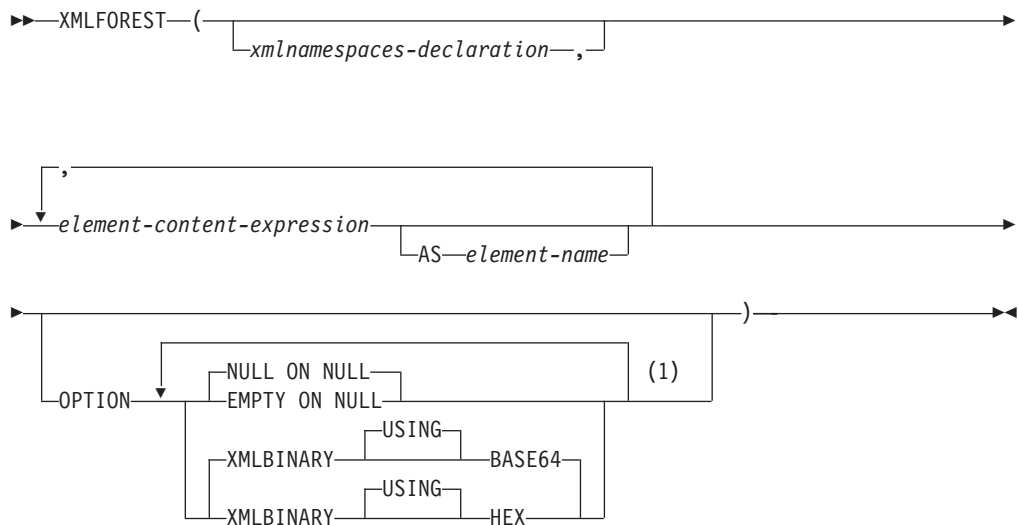 XMLFOREST (
xmlnamespaces-declaration ,
,
element-content-expression
AS element-name
)
NULL ON NULL (1)
OPTION EMPTY ON NULL
USING
XMLBINARY BASE64
USING
XMLBINARY HEX